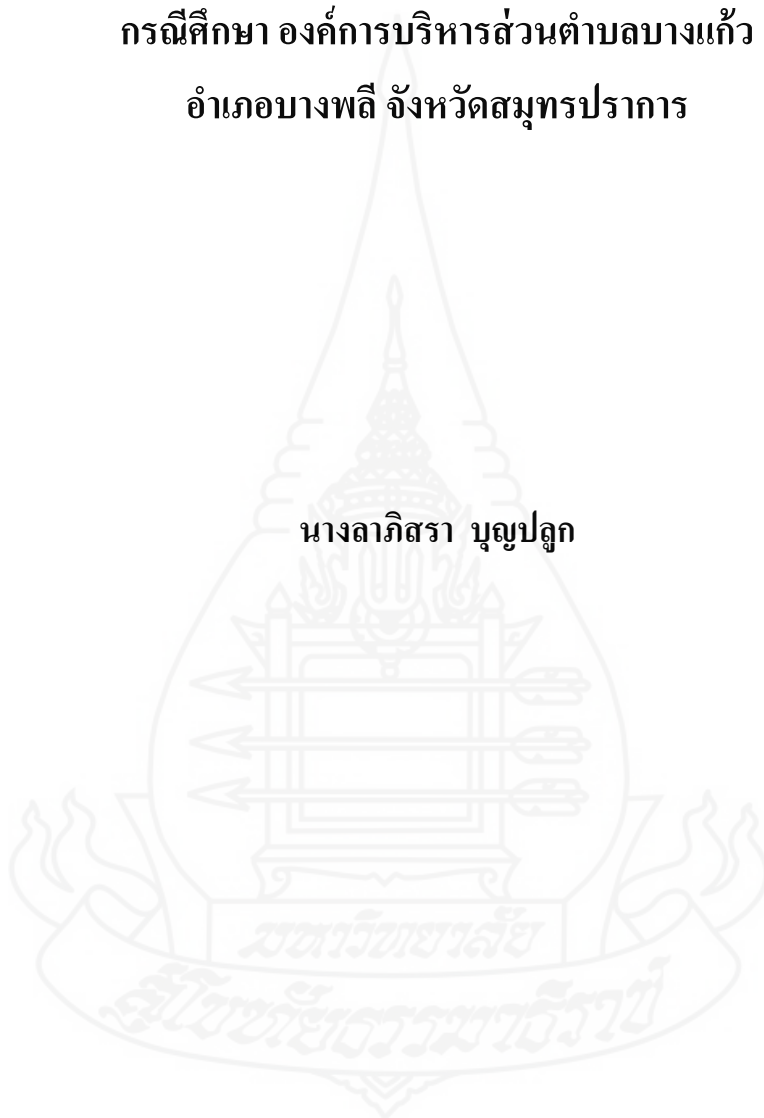 กรณีศึกษา องค์การบริหารส่วนตำบลบางแก้ว
อำเภอบางพลี จังหวัดสมุทรปราการ
นางลาภิสรา บุญปลูก
มหาวิทยาลัย
สุโขทัยธรรมาธิราช